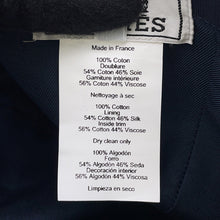 ES
Made in France
100% Coton
Doublure
54% Coton 46% Soie
Garniture intérieure
56% Coton 44% Viscose
Nettoyage à sec
100% Cotton
Lining
54% Cotton 46% Silk
Inside trim
56% Cotton 44% Viscose
Dry clean only
100% Algodón
Forro
54% Algodón 46% Seda
Decoración interior
56% Algodón 44% Viscosa
Limpieza en seco